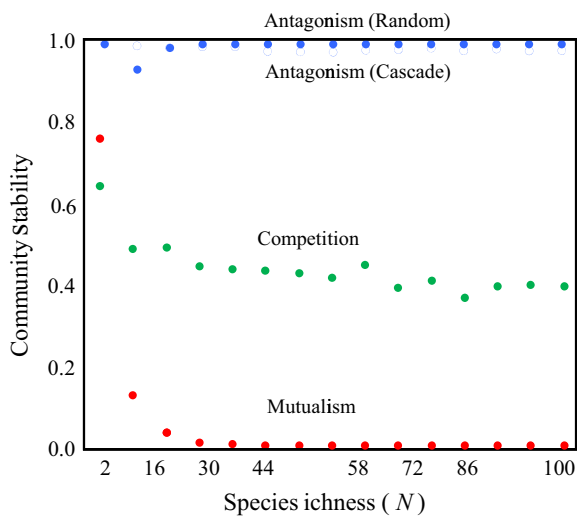 Antagonism (Random)
1.0
Antagonism (Cascade)
0.8
0.6
Competition
0.4
0.2
Mutualism
0.0
2 16 30 44 58 72 86 100
Species ichness ( N )
Community Stability